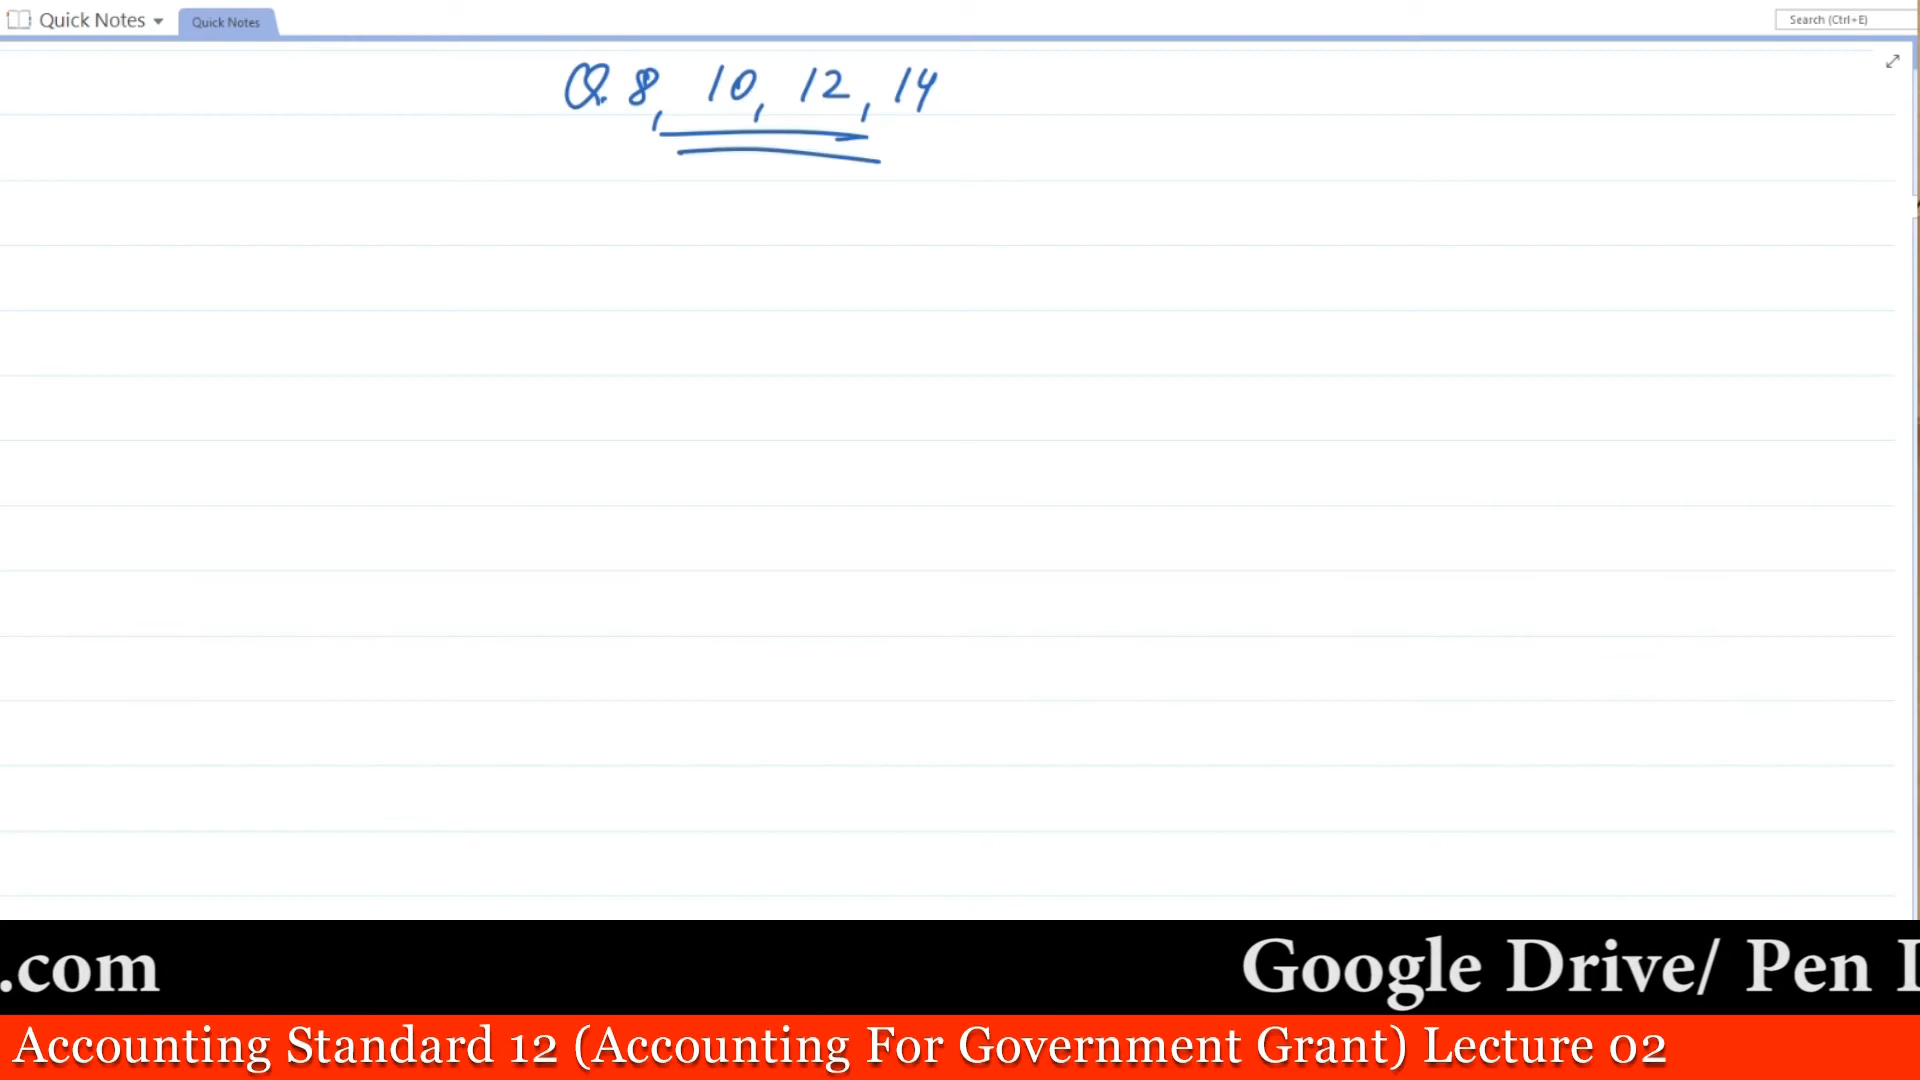 Quick Notes
Quick Notes
Search (Ctrl+E)
Q. 8, 10, 12, 14
.com
Google Drive/ Pen D
Accounting Standard 12 (Accounting For Government Grant) Lecture 02